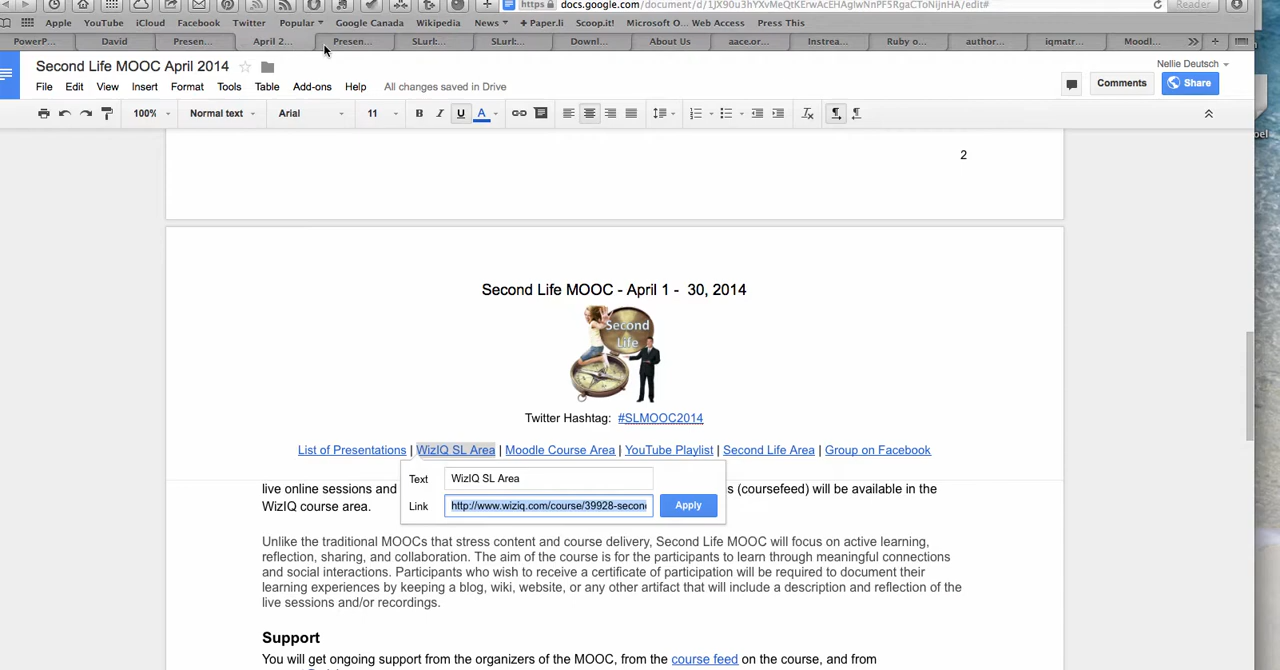 https docs.google.com/document/d/1JX90u3hYXvMeQtKErwacEHAglwNnPF5RgaCToNijnHA/edit# Reader
Apple YouTube iCloud Facebook Twitter Popular Google Canada Wikipedia News + Paper.li Scoop.it! Microsoft O... Web Access Press This
PowerP... David Presen... April 2... Presen... SLurl:... SLurl:... Downl... About Us aace.or... Instrea... Ruby o... author... iqmatr... Moodl...
Second Life MOOC April 2014
Nellie Deutsch
File Edit View Insert Format Tools Table Add-ons Help All changes saved in Drive
Comments Share
100% Normal text Arial 11 B I U A
2
Second Life MOOC - April 1 - 30, 2014
Second
Life
Twitter Hashtag: #SLMOOC2014
List of Presentations | WizIQ SL Area | Moodle Course Area | YouTube Playlist | Second Life Area | Group on Facebook
Text WizIQ SL Area
live online sessions and s (coursefeed) will be available in the
WizIQ course area.
Link http://www.wiziq.com/course/39928-secon Apply
Unlike the traditional MOOCs that stress content and course delivery, Second Life MOOC will focus on active learning,
reflection, sharing, and collaboration. The aim of the course is for the participants to learn through meaningful connections
and social interactions. Participants who wish to receive a certificate of participation will be required to document their
learning experiences by keeping a blog, wiki, website, or any other artifact that will include a description and reflection of the
live sessions and/or recordings.
Support
You will get ongoing support from the organizers of the MOOC, from the course feed on the course, and from